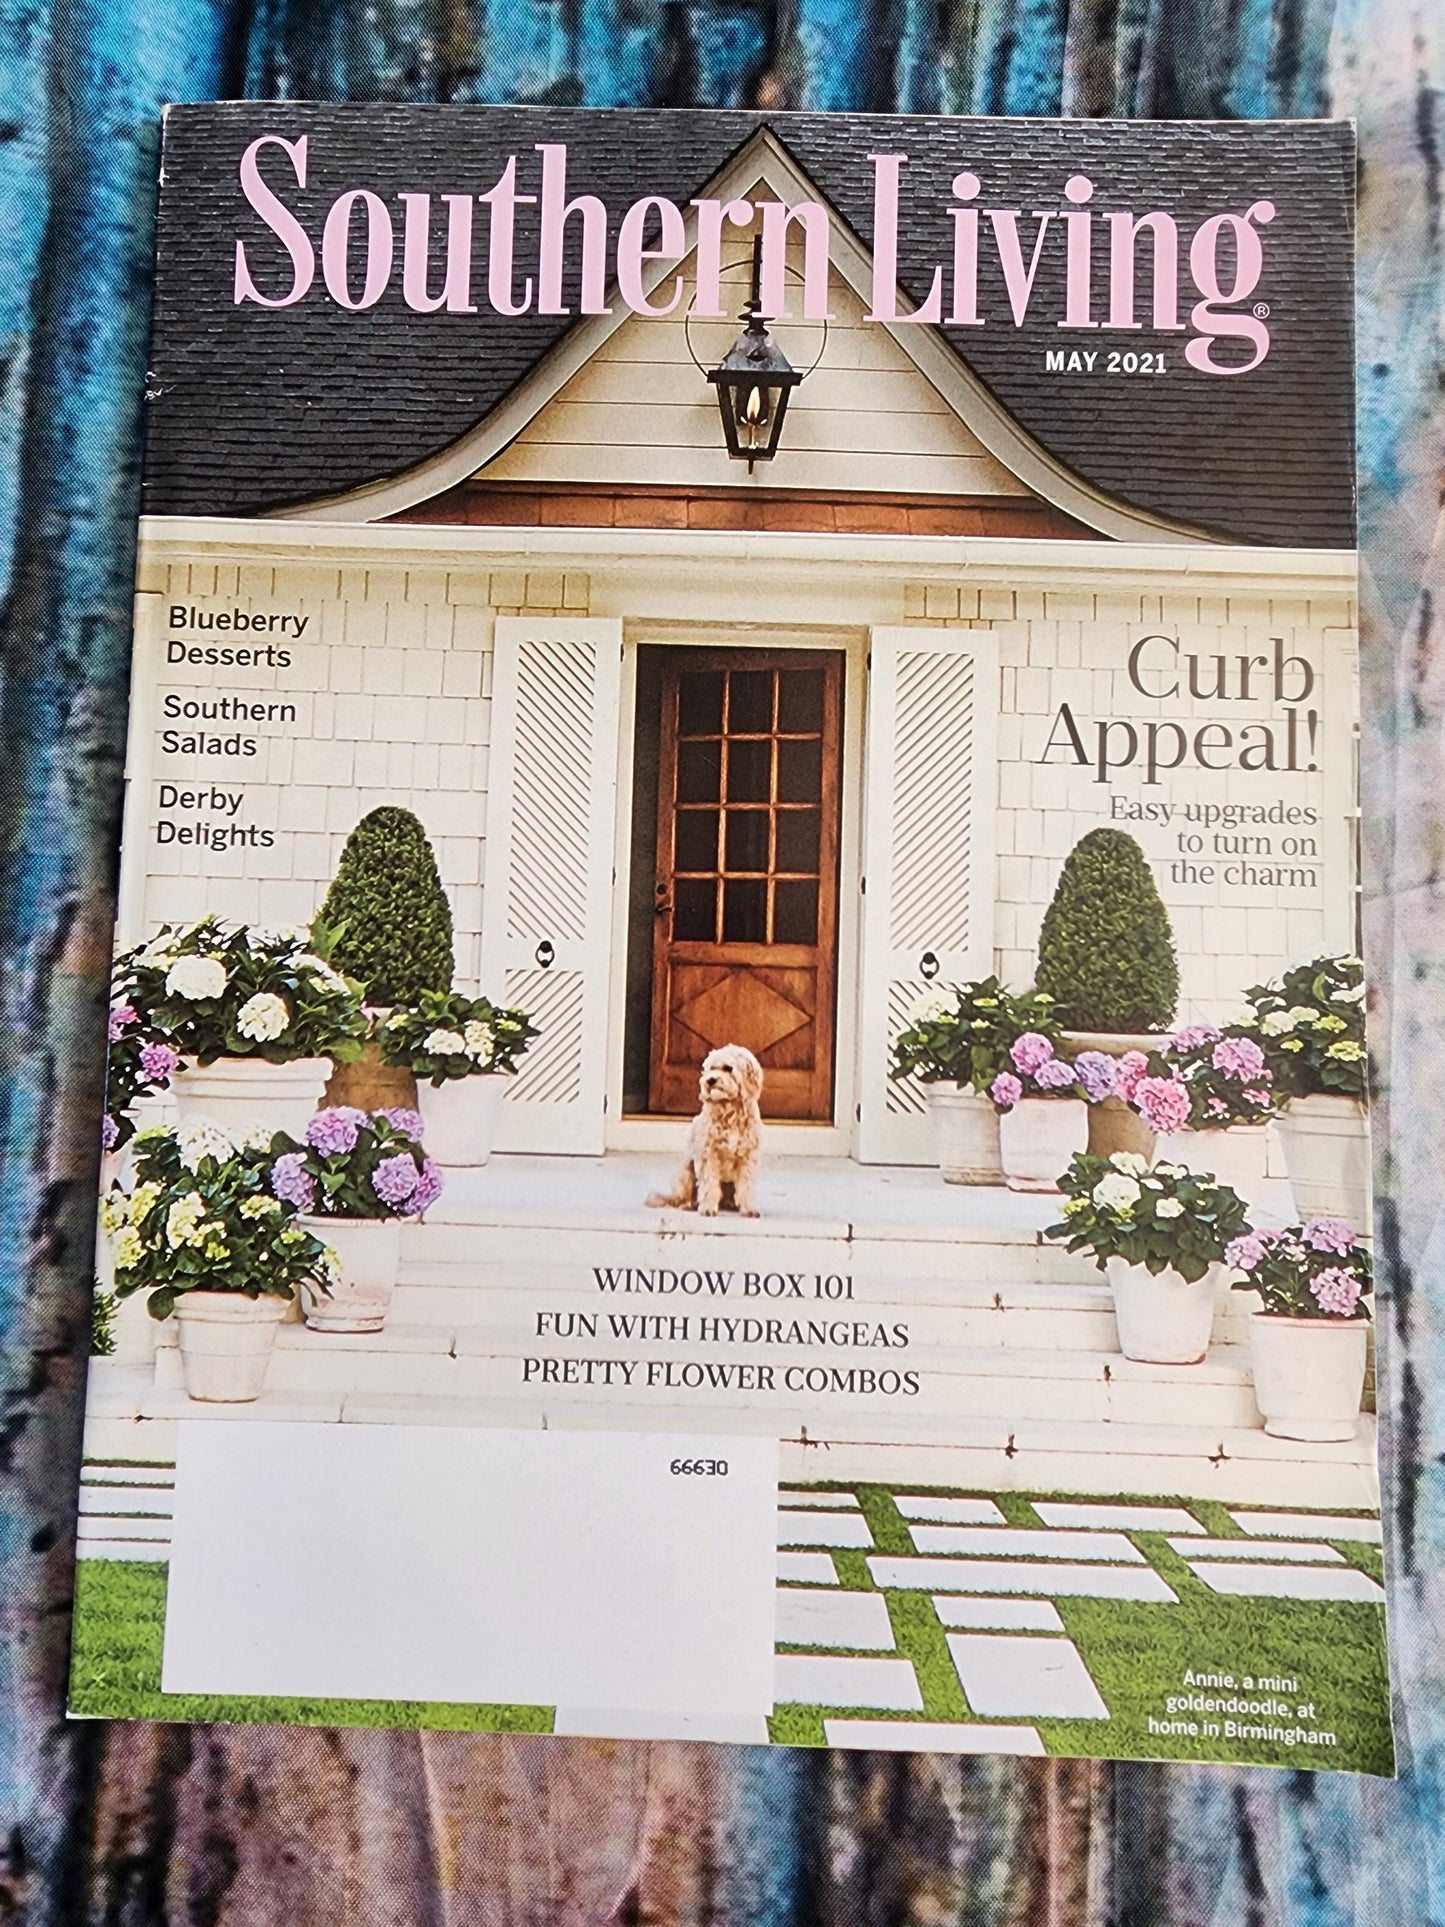 Southern Living®
MAY 2021
Blueberry
Desserts
Southern
Salads
Derby
Delights
Curb
Appeal!
Easy upgrades
to turn on
the charm
WINDOW BOX 101
FUN WITH HYDRANGEAS
PRETTY FLOWER COMBOS
66630
Annie, a mini
goldendoodle, at
home in Birmingham